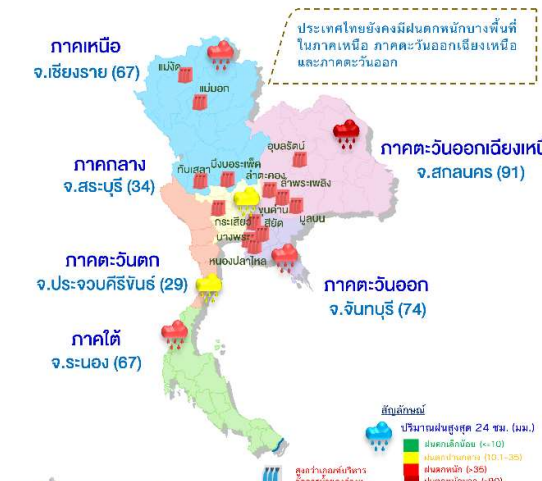 ประเทศไทยยังคงมีฝนตกหนักบางพื้นที่
ในภาคเหนือ ภาคตะวันออกเฉียงเหนือ
และภาคตะวันออก
ภาคเหนือ
จ.เชียงราย (67)
แม่งัด
แม่มอก
ภาคตะวันออกเฉียงเหนื
จ.สกลนคร (91)
อุบลรัตน์
ภาคกลาง
จ.สระบุรี (34)
ทับเสลา
บึงบอระเพ็ด
ลำตะคอง
ลำพระเพลิง
ขุนด่าน
มูลบน
กระเสียว
สียัด
บางพระ
หนองปลาไหล
ภาคตะวันตก
จ.ประจวบคีรีขันธ์ (29)
ภาคตะวันออก
จ.จันทบุรี (74)
ภาคใต้
จ.ระนอง (67)
สัญลักษณ์
ปริมาณฝนสูงสุด 24 ชม. (มม.)
ฝนตกเล็กน้อย (<=10)
ฝนตกปานกลาง (10.1-35)
ฝนตกหนัก (>35)
สูงกว่าเกณฑ์บริหาร